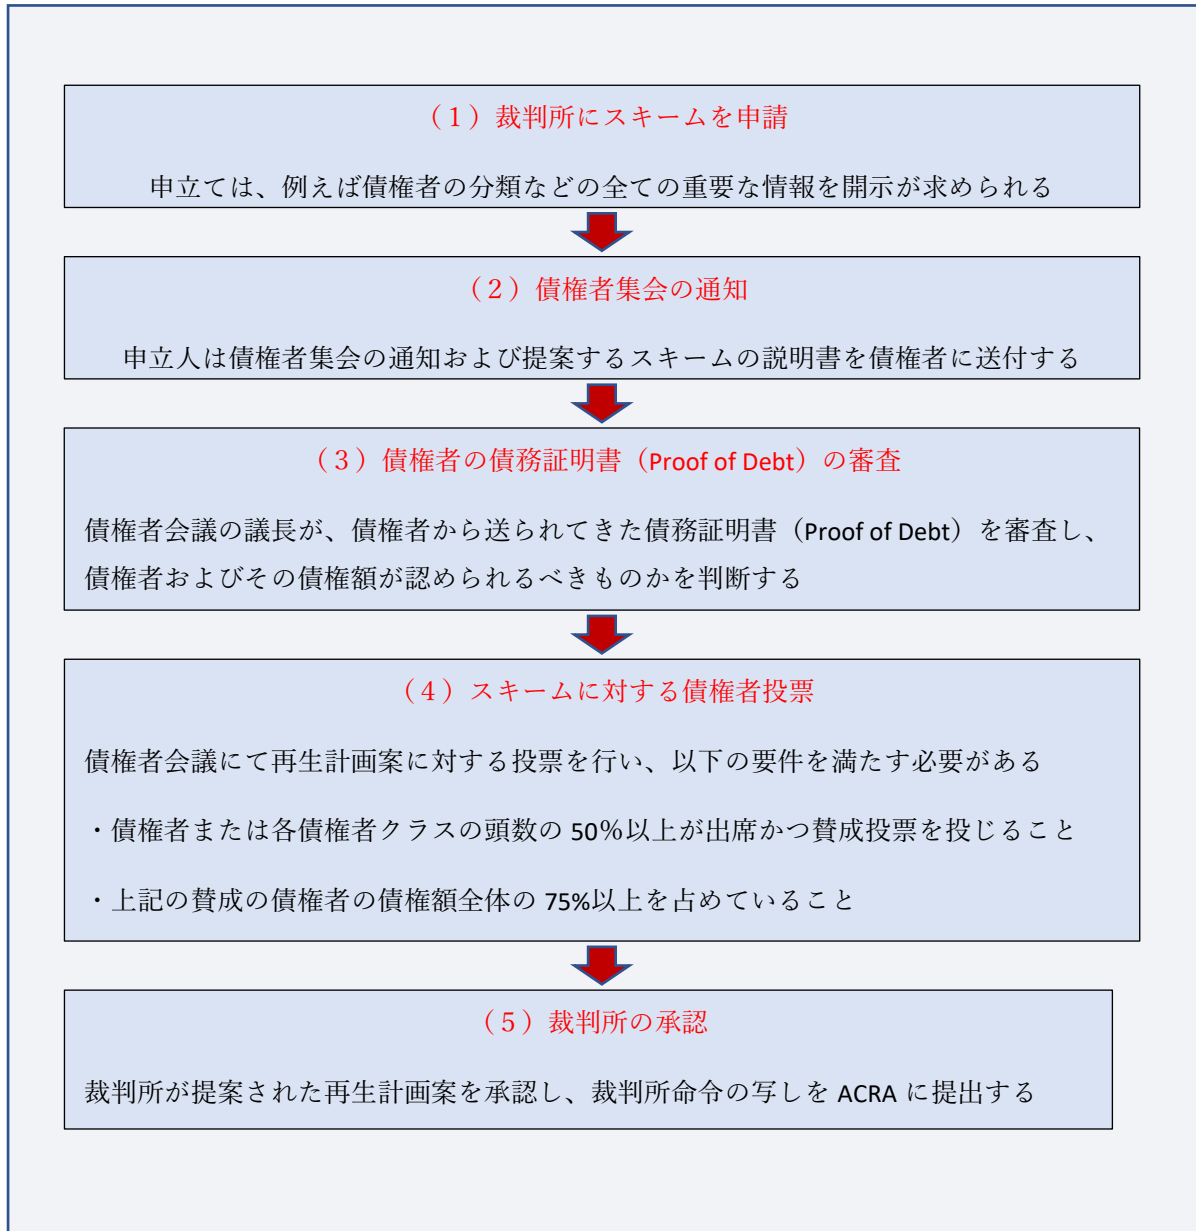 （１）裁判所にスキームを申請
申立ては、例えば債権者の分類などの全ての重要な情報を開示が求められる
（２）債権者集会の通知
申立人は債権者集会の通知および提案するスキームの説明書を債権者に送付する
（３）債権者の債務証明書（Proof of Debt）の審査
債権者会議の議長が、債権者から送られてきた債務証明書（Proof of Debt）を審査し、
債権者およびその債権額が認められるべきものかを判断する
（４）スキームに対する債権者投票
債権者会議にて再生計画案に対する投票を行い、以下の要件を満たす必要がある
・債権者または各債権者クラスの頭数の 50％以上が出席かつ賛成投票を投じること
・上記の賛成の債権者の債権額全体の 75%以上を占めていること
（５）裁判所の承認
裁判所が提案された再生計画案を承認し、裁判所命令の写しを ACRA に提出する